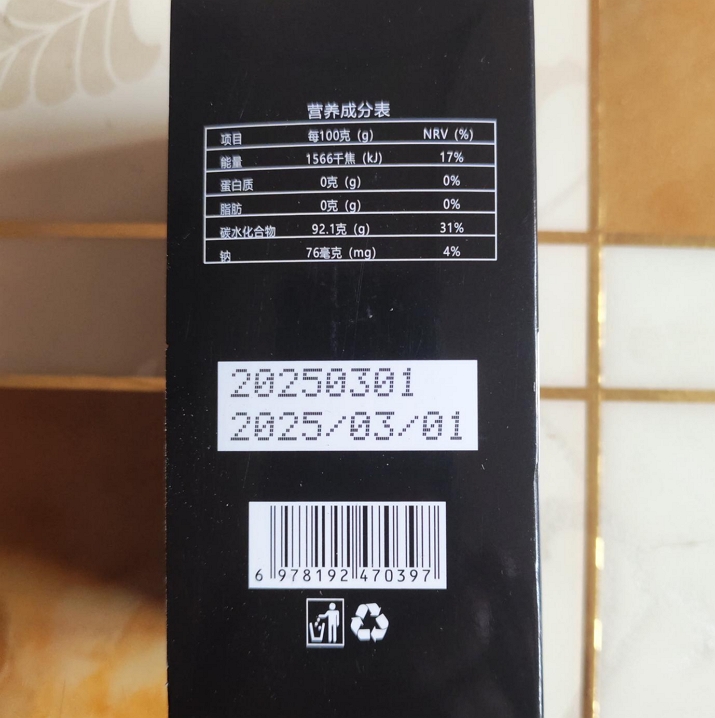 营养成分表
项目 每100克（g） NRV（%）
能量 1566千焦（kJ） 17%
蛋白质 0克（g） 0%
脂肪 0克（g） 0%
碳水化合物 92.1克（g） 31%
钠 76毫克（mg） 4%
20250301
2025/03/01
6 978192 470397